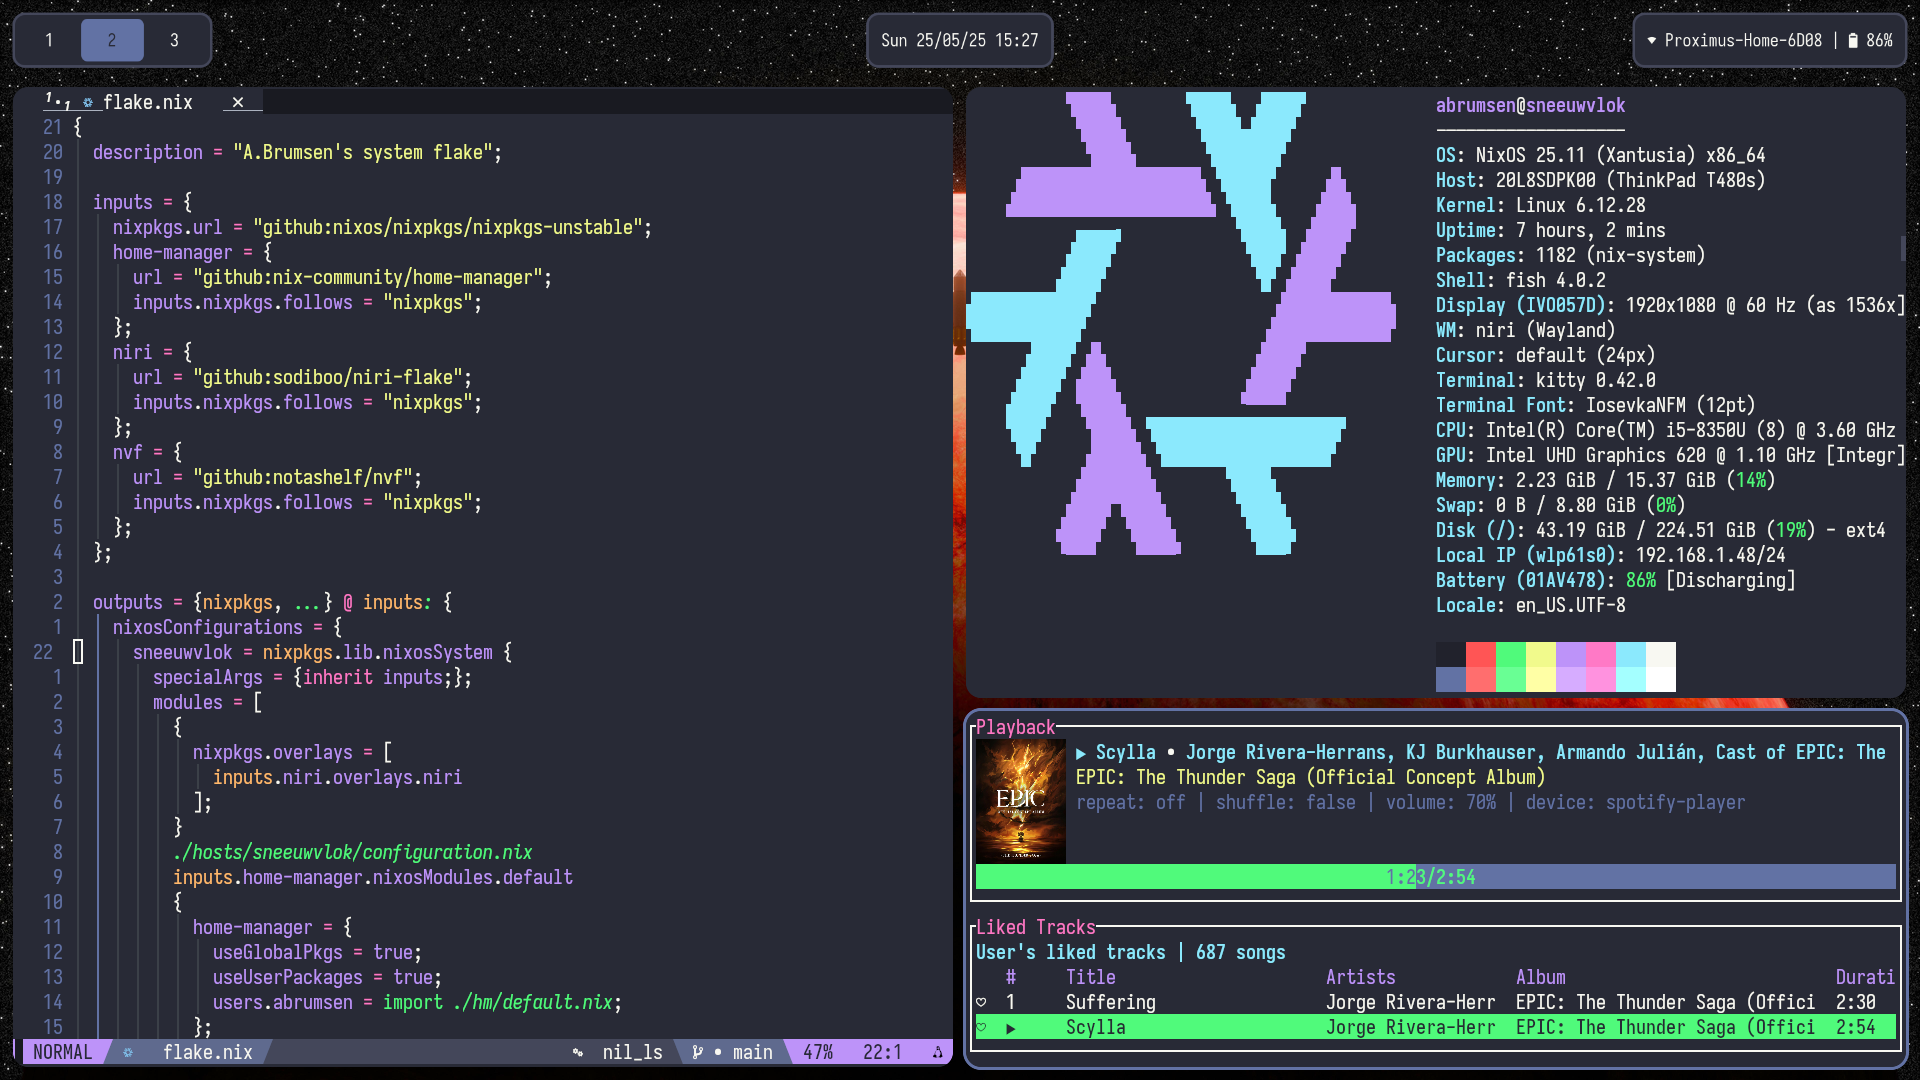 1 2 3
Sun 25/05/25 15:27
Proximus-Home-6D08 | 86%
flake.nix ✕
21 {
20 description = "A.Brumsen's system flake";
19
18 inputs = {
17 nixpkgs.url = "github:nixos/nixpkgs/nixpkgs-unstable";
16 home-manager = {
15 url = "github:nix-community/home-manager";
14 inputs.nixpkgs.follows = "nixpkgs";
13 };
12 niri = {
11 url = "github:sodiboo/niri-flake";
10 inputs.nixpkgs.follows = "nixpkgs";
9 };
8 nvf = {
7 url = "github:notashelf/nvf";
6 inputs.nixpkgs.follows = "nixpkgs";
5 };
4 };
3
2 outputs = {nixpkgs, ...} @ inputs: {
1 nixosConfigurations = {
22 sneeuwvlok = nixpkgs.lib.nixosSystem {
1 specialArgs = {inherit inputs;};
2 modules = [
3 {
4 nixpkgs.overlays = [
5 inputs.niri.overlays.niri
6 ];
7 }
8 ./hosts/sneeuwvlok/configuration.nix
9 inputs.home-manager.nixosModules.default
10 {
11 home-manager = {
12 useGlobalPkgs = true;
13 useUserPackages = true;
14 users.abrumsen = import ./hm/default.nix;
15 };
NORMAL flake.nix nil_ls • main 47% 22:1
abrumsen@sneeuwvlok
-------------------
OS: NixOS 25.11 (Xantusia) x86_64
Host: 20L8SDPK00 (ThinkPad T480s)
Kernel: Linux 6.12.28
Uptime: 7 hours, 2 mins
Packages: 1182 (nix-system)
Shell: fish 4.0.2
Display (IVO057D): 1920x1080 @ 60 Hz (as 1536x]
WM: niri (Wayland)
Cursor: default (24px)
Terminal: kitty 0.42.0
Terminal Font: IosevkaNFM (12pt)
CPU: Intel(R) Core(TM) i5-8350U (8) @ 3.60 GHz
GPU: Intel UHD Graphics 620 @ 1.10 GHz [Integr]
Memory: 2.23 GiB / 15.37 GiB (14%)
Swap: 0 B / 8.80 GiB (0%)
Disk (/): 43.19 GiB / 224.51 GiB (19%) - ext4
Local IP (wlp61s0): 192.168.1.48/24
Battery (01AV478): 86% [Discharging]
Locale: en_US.UTF-8
Playback
EPIC
▶ Scylla • Jorge Rivera-Herrans, KJ Burkhauser, Armando Julián, Cast of EPIC: The
EPIC: The Thunder Saga (Official Concept Album)
repeat: off | shuffle: false | volume: 70% | device: spotify-player
1:23/2:54
Liked Tracks
User's liked tracks | 687 songs
# Title Artists Album Durati
♡ 1 Suffering Jorge Rivera-Herr EPIC: The Thunder Saga (Offici 2:30
♡ ▶ Scylla Jorge Rivera-Herr EPIC: The Thunder Saga (Offici 2:54